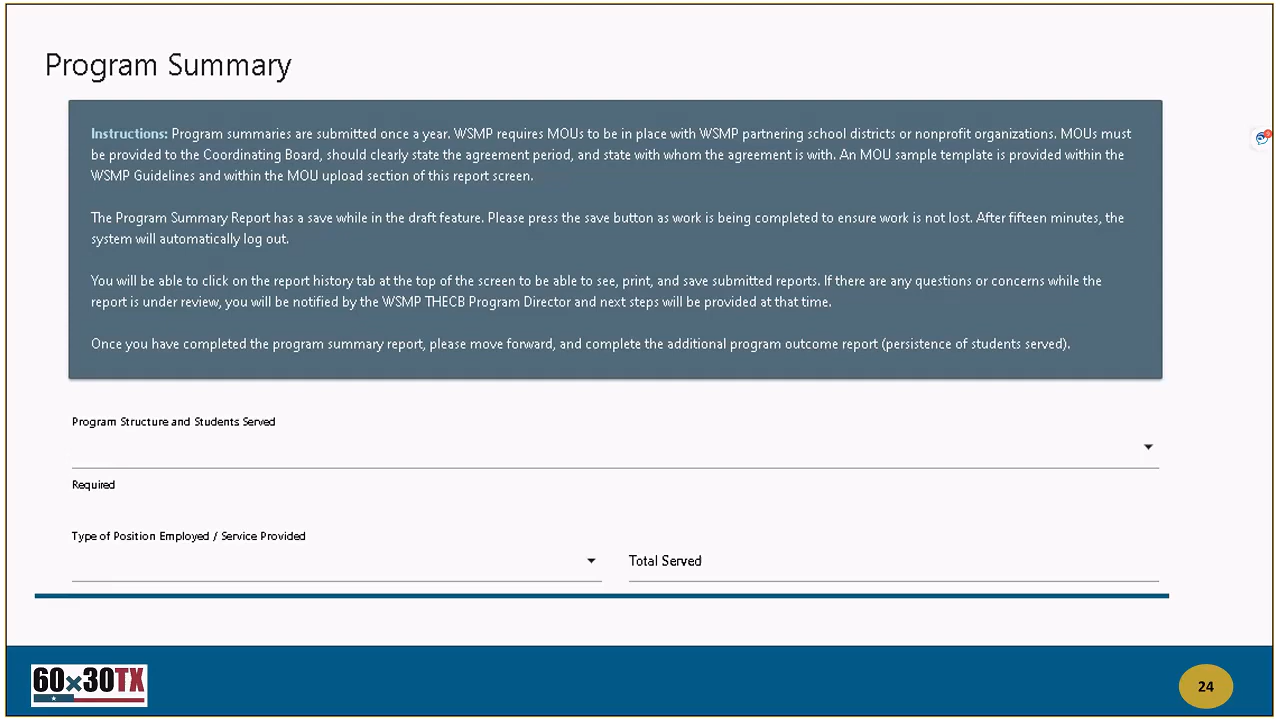 Program Summary
Instructions: Program summaries are submitted once a year. WSMP requires MOUs to be in place with WSMP partnering school districts or nonprofit organizations. MOUs must
be provided to the Coordinating Board, should clearly state the agreement period, and state with whom the agreement is with. An MOU sample template is provided within the
WSMP Guidelines and within the MOU upload section of this report screen.
The Program Summary Report has a save while in the draft feature. Please press the save button as work is being completed to ensure work is not lost. After fifteen minutes, the
system will automatically log out.
You will be able to click on the report history tab at the top of the screen to be able to see, print, and save submitted reports. If there are any questions or concerns while the
report is under review, you will be notified by the WSMP THECB Program Director and next steps will be provided at that time.
Once you have completed the program summary report, please move forward, and complete the additional program outcome report (persistence of students served).
Program Structure and Students Served
Required
Type of Position Employed / Service Provided
Total Served
60x30TX
24